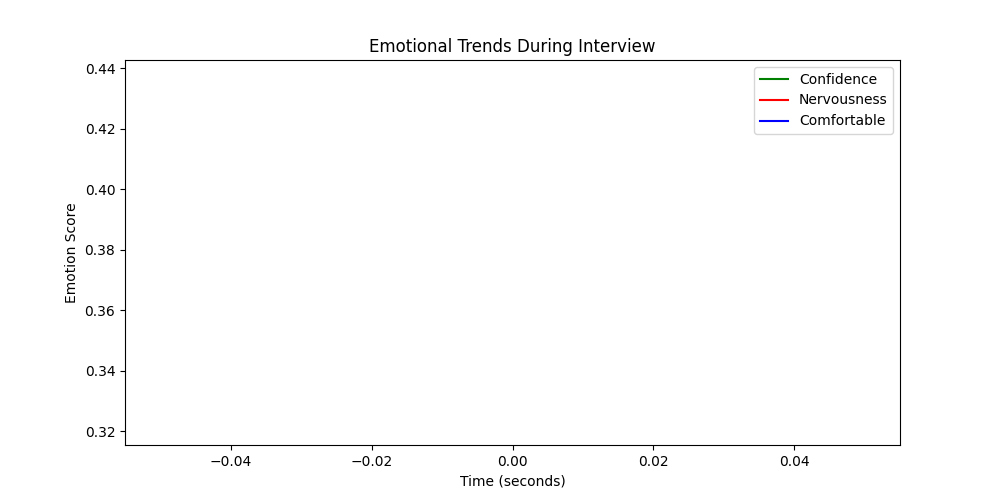 Emotional Trends During Interview
Confidence
Nervousness
Comfortable
0.44
0.42
0.40
0.38
0.36
0.34
0.32
Emotion Score
−0.04
−0.02
0.00
0.02
0.04
Time (seconds)